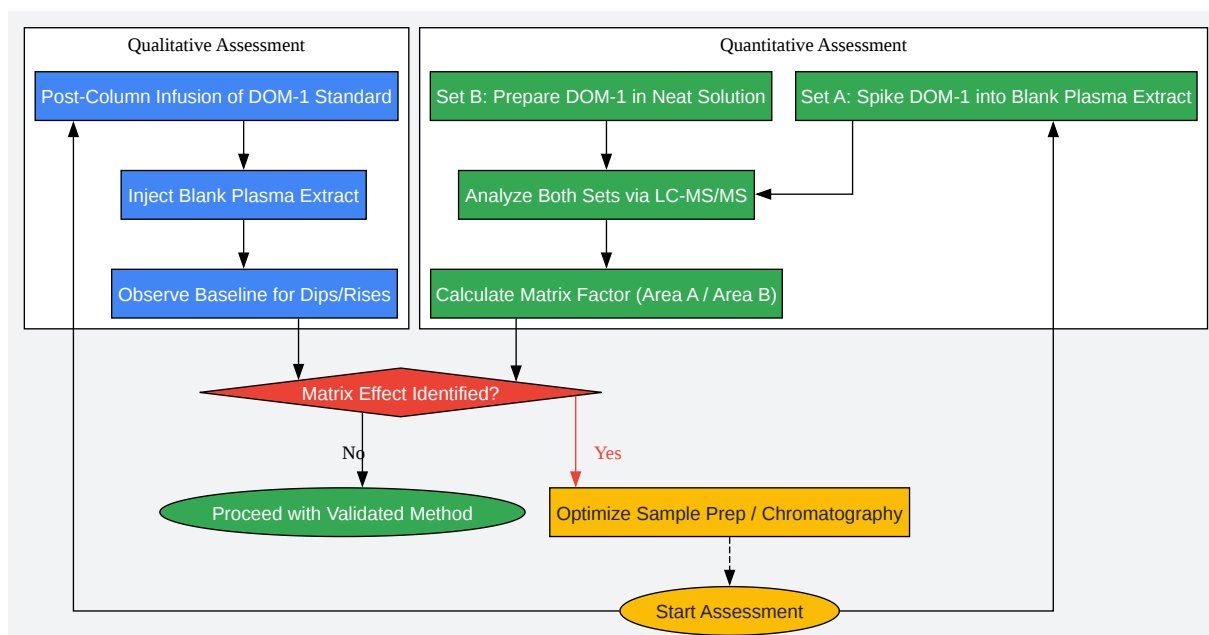 Qualitative Assessment
Quantitative Assessment
Post-Column Infusion of DOM-1 Standard
Set B: Prepare DOM-1 in Neat Solution
Set A: Spike DOM-1 into Blank Plasma Extract
Inject Blank Plasma Extract
Analyze Both Sets via LC-MS/MS
Observe Baseline for Dips/Rises
Calculate Matrix Factor (Area A / Area B)
Matrix Effect Identified?
No
Yes
Proceed with Validated Method
Optimize Sample Prep / Chromatography
Start Assessment